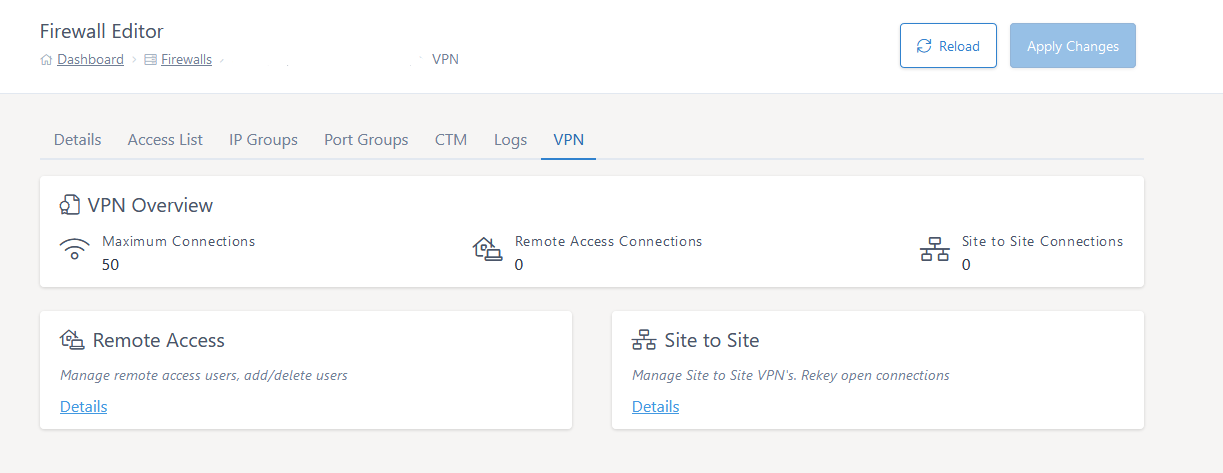 Firewall Editor
Dashboard > Firewalls VPN
Reload
Apply Changes
Details Access List IP Groups Port Groups CTM Logs VPN
VPN Overview
Maximum Connections
50
Remote Access Connections
0
Site to Site Connections
0
Remote Access
Manage remote access users, add/delete users
Details
Site to Site
Manage Site to Site VPN's. Rekey open connections
Details